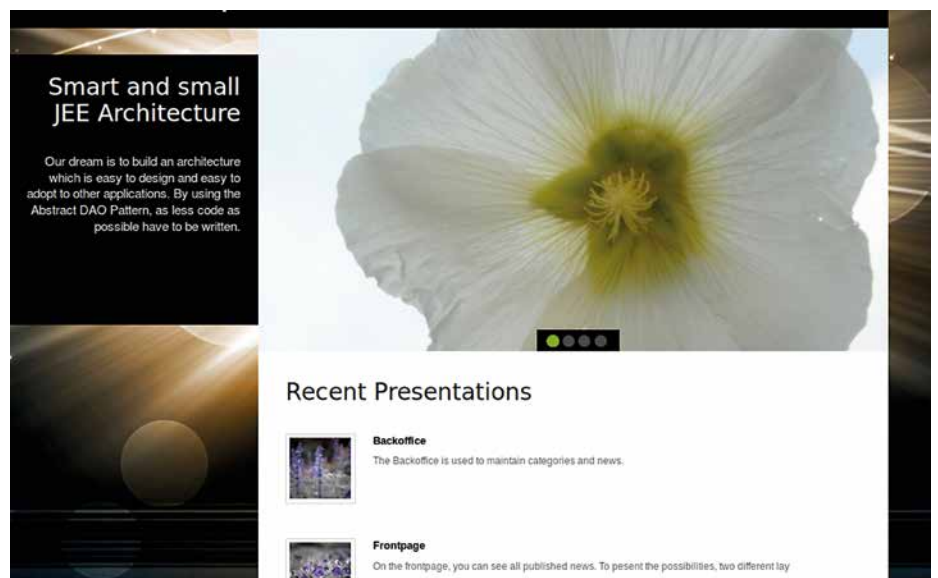 Smart and small
JEE Architecture
Our dream is to build an architecture
which is easy to design and easy to
adopt to other applications. By using the
Abstract DAO Pattern, as less code as
possible have to be written.
Recent Presentations
Backoffice
The Backoffice is used to maintain categories and news.
Frontpage
On the frontpage, you can see all published news. To pesent the possibilities, two different lay